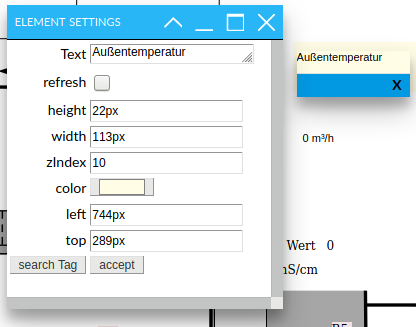 ELEMENT SETTINGS
Text Außentemperatur
refresh
height 22px
width 113px
zIndex 10
color
left 744px
top 289px
search Tag accept
Außentemperatur
X
0 m³/h
Wert 0
nS/cm